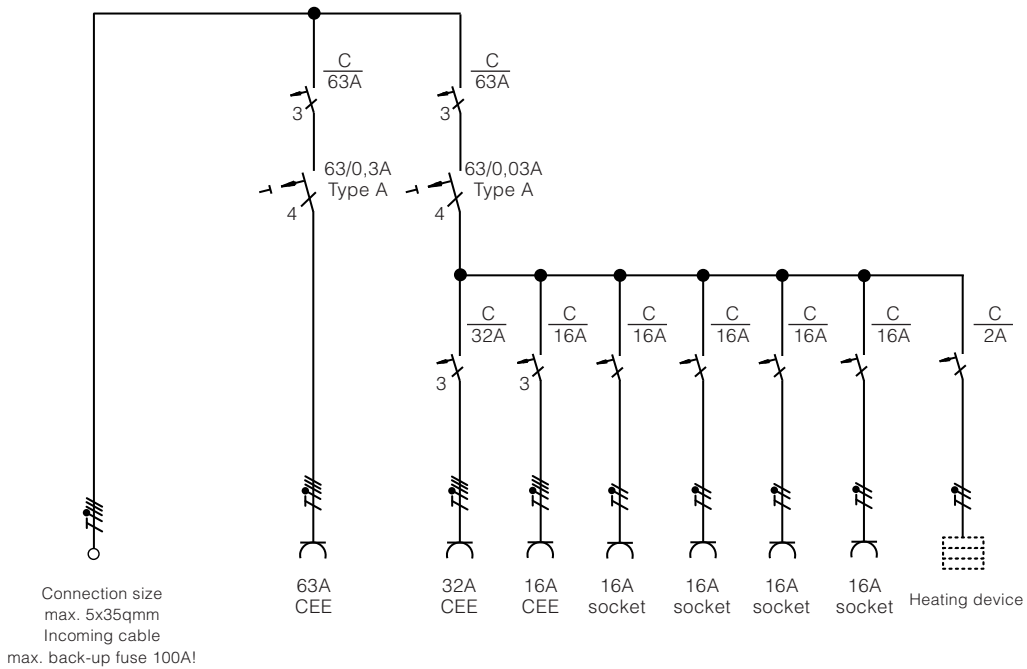 C
63A
C
63A
3
3
63/0,3A
Type A
63/0,03A
Type A
4
4
C
32A
C
16A
C
16A
C
16A
C
16A
C
16A
C
2A
3
3
63A
CEE
32A
CEE
16A
CEE
16A
socket
16A
socket
16A
socket
16A
socket
Heating device
Connection size
max. 5x35qmm
Incoming cable
max. back-up fuse 100A!